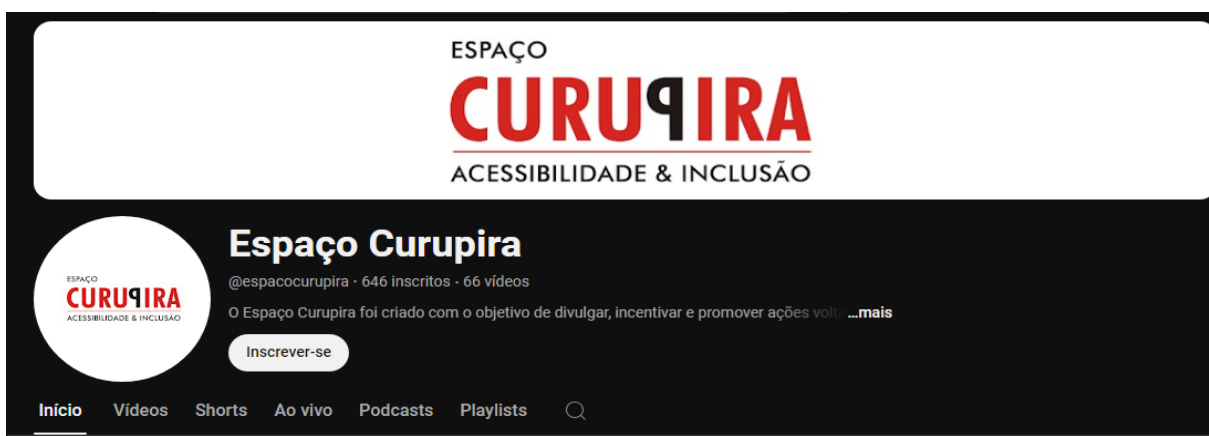 ESPAÇO
CURUPIRA
ACESSIBILIDADE & INCLUSÃO
ESPAÇO
CURUPIRA
ACESSIBILIDADE & INCLUSÃO
Espaço Curupira
@espacocurupira · 646 inscritos · 66 vídeos
O Espaço Curupira foi criado com o objetivo de divulgar, incentivar e promover ações volt ...mais
Inscrever-se
Início Vídeos Shorts Ao vivo Podcasts Playlists